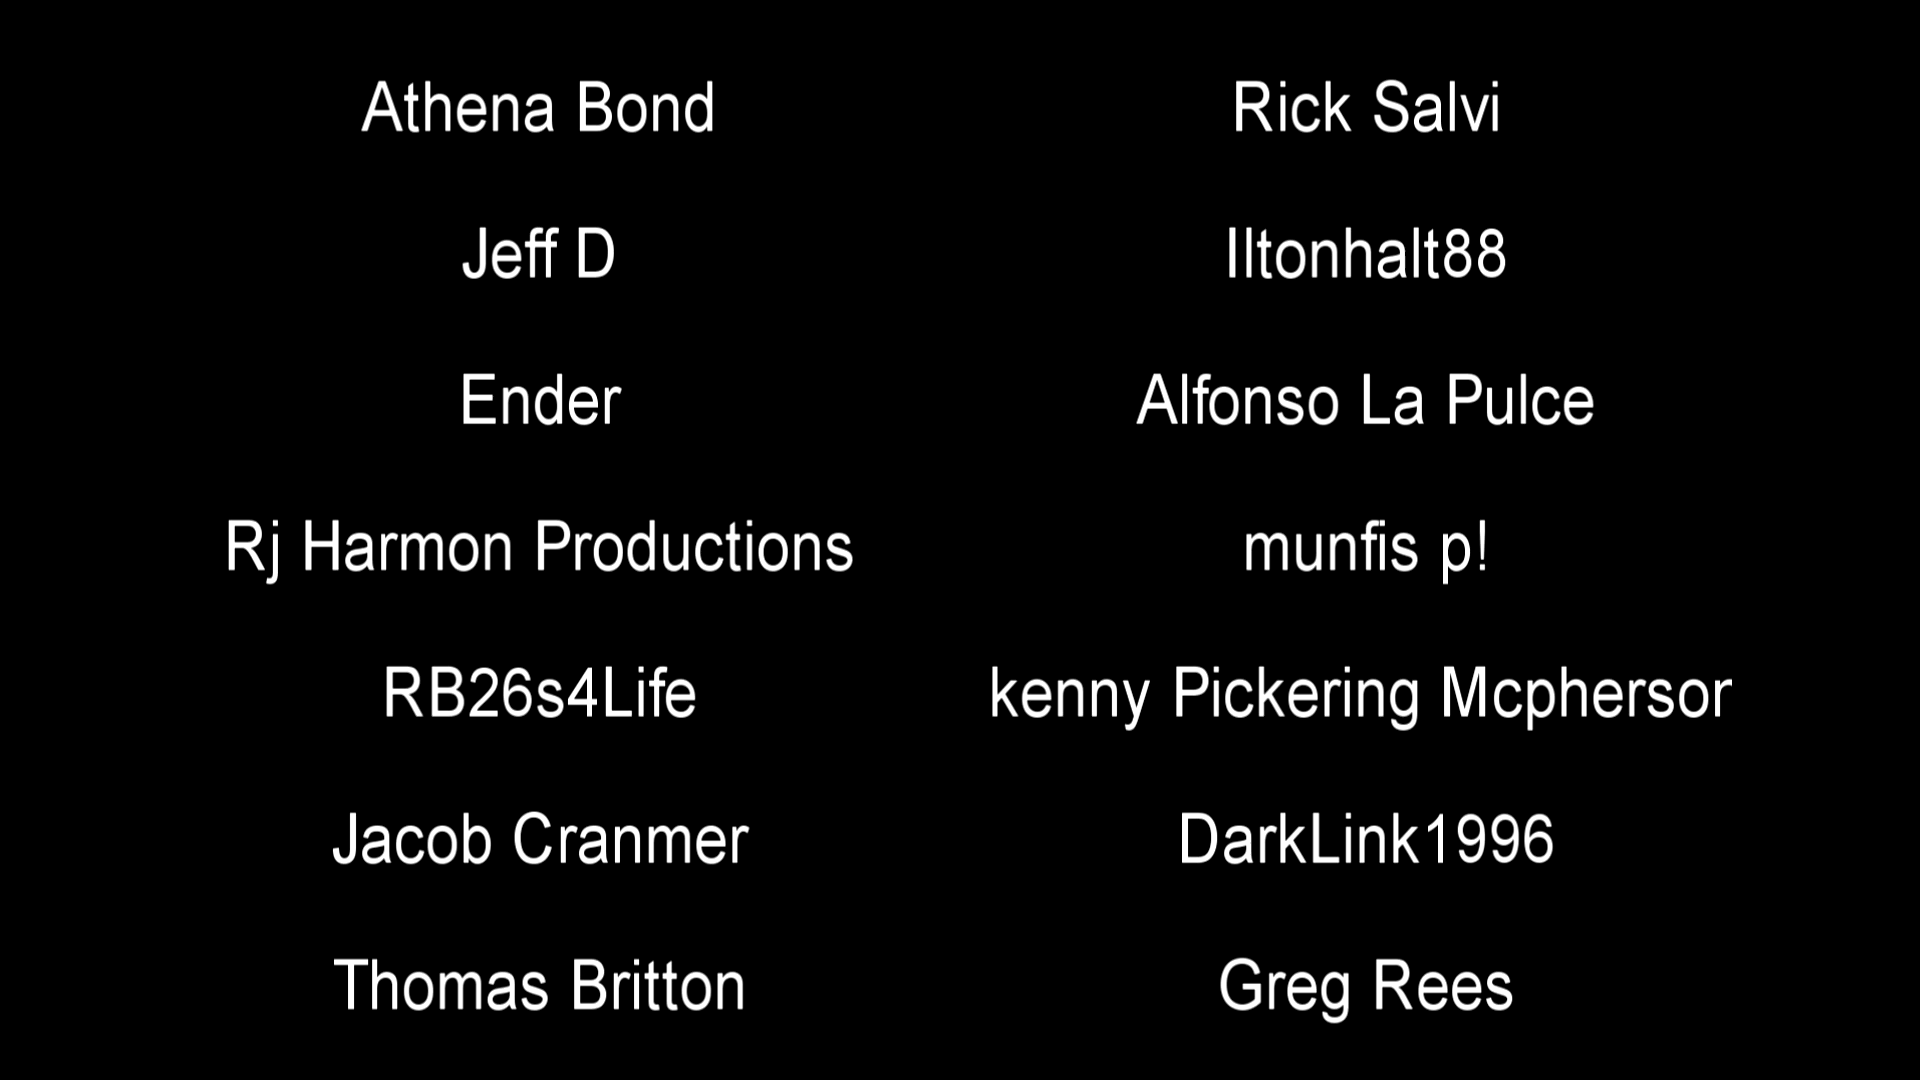 Athena Bond
Rick Salvi
Jeff D
Iltonhalt88
Ender
Alfonso La Pulce
Rj Harmon Productions
munfis p!
RB26s4Life
kenny Pickering Mcpherson
Jacob Cranmer
DarkLink1996
Thomas Britton
Greg Rees